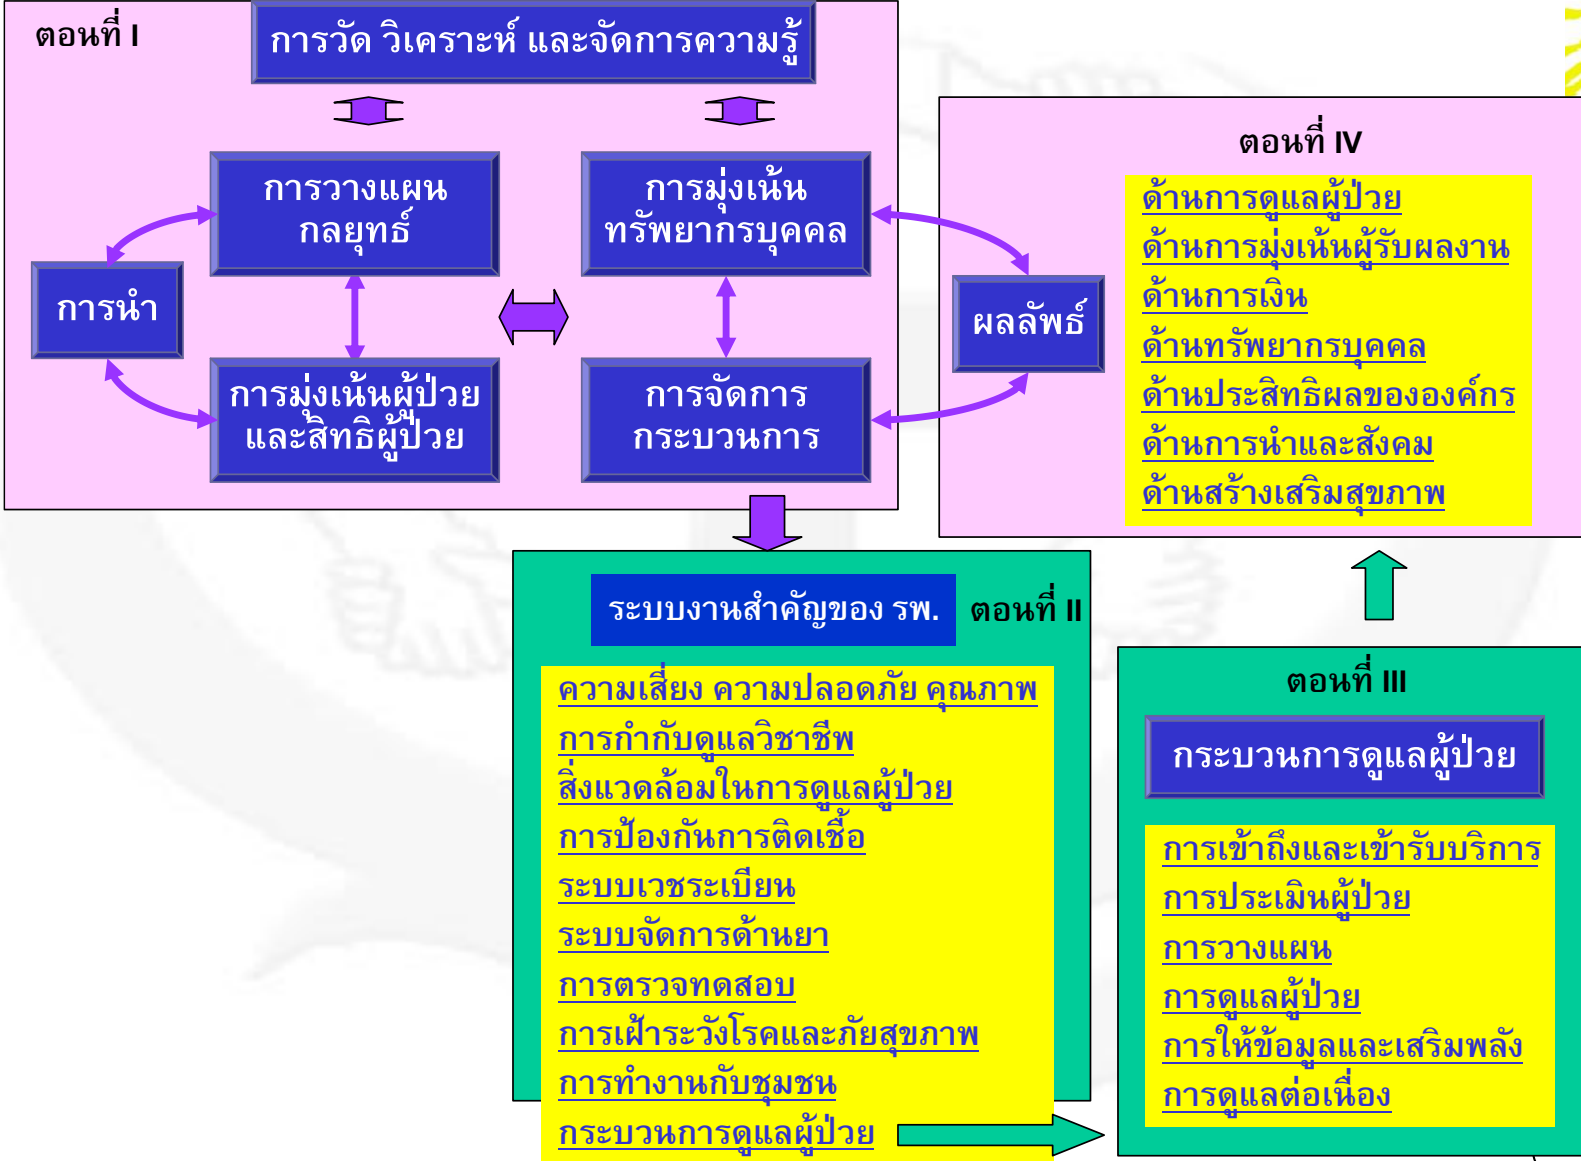 ตอนที่ I
การวัด วิเคราะห์ และจัดการความรู้
การวางแผน
กลยุทธ์
การมุ่งเน้น
ทรัพยากรบุคคล
การนำ
การมุ่งเน้นผู้ป่วย
และสิทธิผู้ป่วย
การจัดการ
กระบวนการ
ผลลัพธ์
ตอนที่ IV
ด้านการดูแลผู้ป่วย
ด้านการมุ่งเน้นผู้รับผลงาน
ด้านการเงิน
ด้านทรัพยากรบุคคล
ด้านประสิทธิผลขององค์กร
ด้านการนำและสังคม
ด้านสร้างเสริมสุขภาพ
ระบบงานสำคัญของ รพ.
ตอนที่ II
ความเสี่ยง ความปลอดภัย คุณภาพ
การกำกับดูแลวิชาชีพ
สิ่งแวดล้อมในการดูแลผู้ป่วย
การป้องกันการติดเชื้อ
ระบบเวชระเบียน
ระบบจัดการด้านยา
การตรวจทดสอบ
การเฝ้าระวังโรคและภัยสุขภาพ
การทำงานกับชุมชน
กระบวนการดูแลผู้ป่วย
ตอนที่ III
กระบวนการดูแลผู้ป่วย
การเข้าถึงและเข้ารับบริการ
การประเมินผู้ป่วย
การวางแผน
การดูแลผู้ป่วย
การให้ข้อมูลและเสริมพลัง
การดูแลต่อเนื่อง